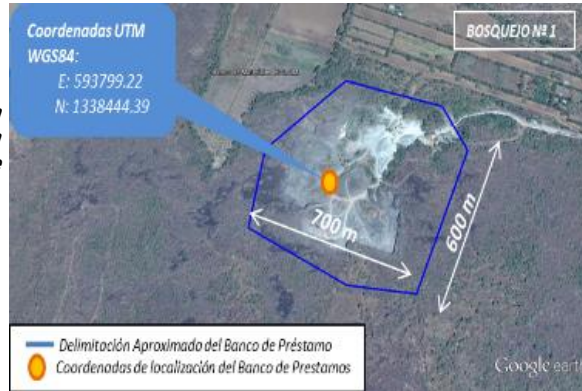 Coordenadas UTM
WGS84:
E: 593799.22
N: 1338444.39
BOSQUEJO Nº 1
700 m
600 m
Delimitación Aproximado del Banco de Préstamo
Coordenadas de localización del Banco de Prestamos
Google earth